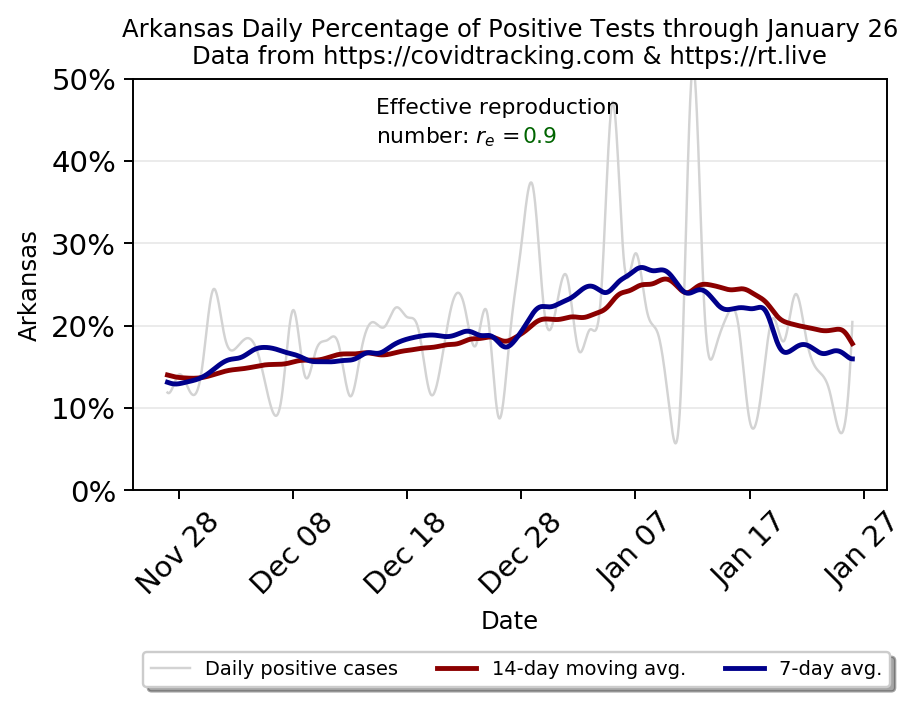 Arkansas Daily Percentage of Positive Tests through January 26
Data from https://covidtracking.com & https://rt.live
50%
Effective reproduction
number: rₑ = 0.9
40%
30%
20%
10%
0%
Arkansas
Nov 28
Dec 08
Dec 18
Dec 28
Jan 07
Jan 17
Jan 27
Date
Daily positive cases
14-day moving avg.
7-day avg.